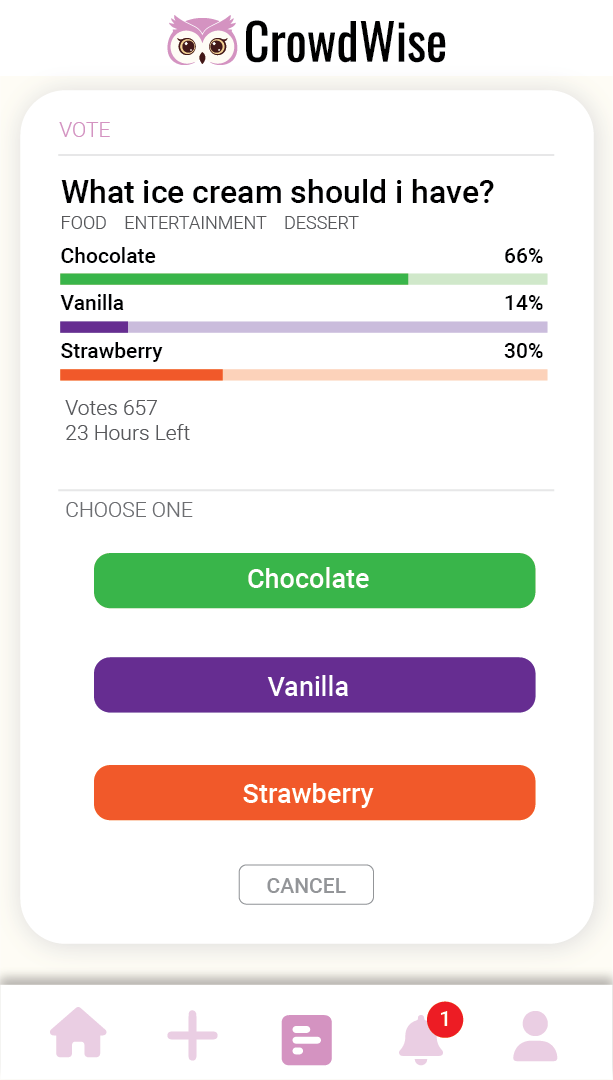 CrowdWise
VOTE
What ice cream should i have?
FOOD ENTERTAINMENT DESSERT
Chocolate 66%
Vanilla 14%
Strawberry 30%
Votes 657
23 Hours Left
CHOOSE ONE
Chocolate
Vanilla
Strawberry
CANCEL
1